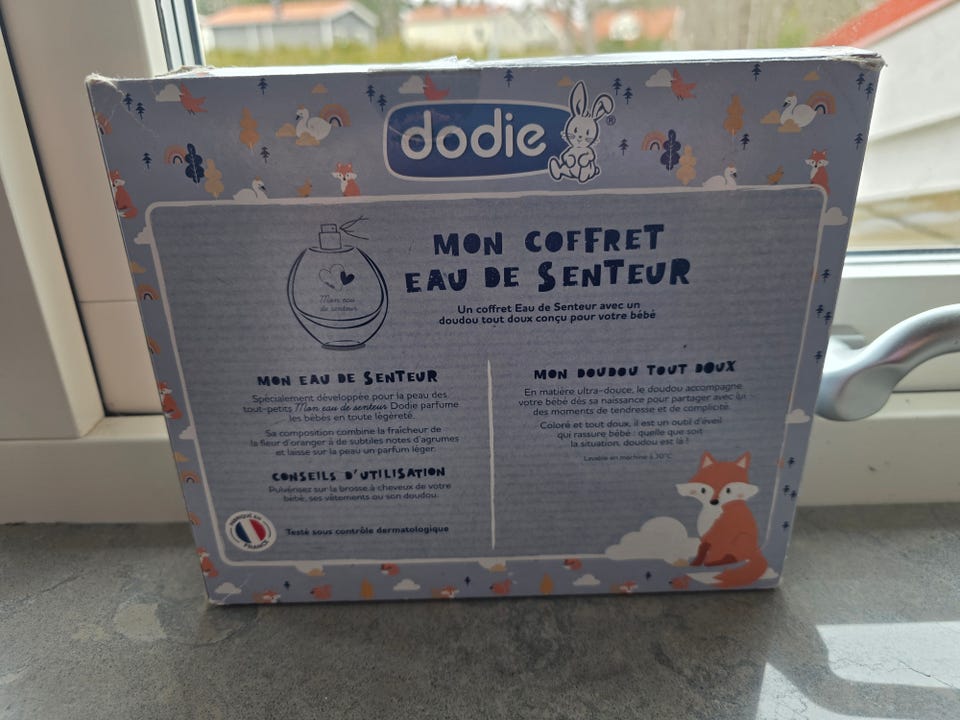 dodie
®
MON COFFRET
EAU DE SENTEUR
Un coffret Eau de Senteur avec un
doudou tout doux conçu pour votre bébé
Mon eau
de senteur
MON EAU DE SENTEUR
Spécialement développée pour la peau des
tout-petits Mon eau de senteur Dodie parfume
les bébés en toute légèreté.
Sa composition combine la fraîcheur de
la fleur d'oranger à de subtiles notes d'agrumes
et laisse sur la peau un parfum léger.
CONSEILS D'UTILISATION
Pulvérisez sur la brosse à cheveux de votre
bébé, ses vêtements ou son doudou.
FABRIQUÉ EN
FRANCE
Testé sous contrôle dermatologique
MON DOUDOU TOUT DOUX
En matière ultra-douce, le doudou accompagne
votre bébé dès sa naissance pour partager avec lui
des moments de tendresse et de complicité.
Coloré et tout doux, il est un outil d'éveil
qui rassure bébé : quelle que soit
la situation, doudou est là !
Lavable en machine à 30°C